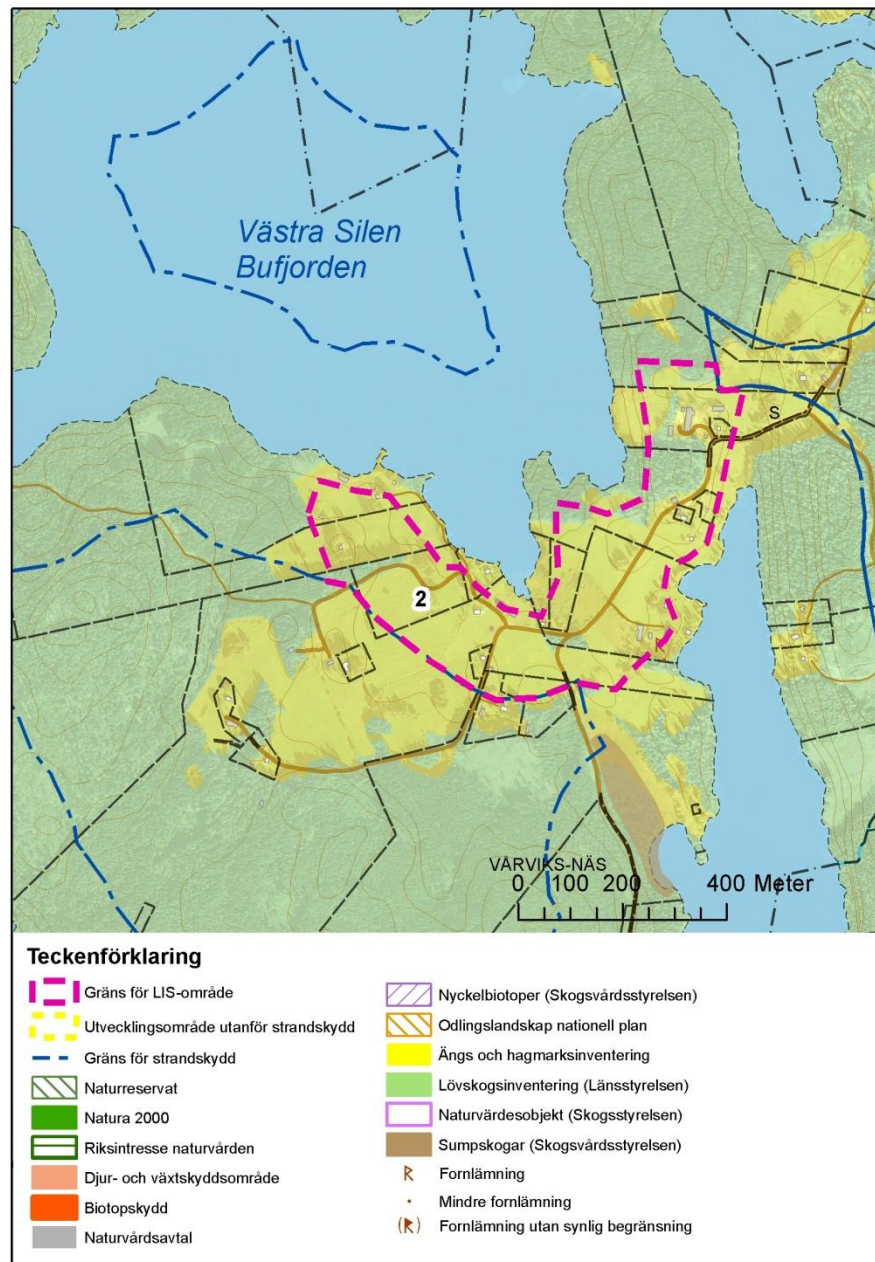 Västra Silen
Bufjorden
S
2
R
G
VÅRVIKS-NÄS
0 100 200 400 Meter
Teckenförklaring
Gräns för LIS-område
Utvecklingsområde utanför strandskydd
Gräns för strandskydd
Naturreservat
Natura 2000
Riksintresse naturvården
Djur- och växtskyddsområde
Biotopskydd
Naturvårdsavtal
Nyckelbiotoper (Skogsvårdsstyrelsen)
Odlingslandskap nationell plan
Ängs och hagmarksinventering
Lövskogsinventering (Länsstyrelsen)
Naturvärdesobjekt (Skogsstyrelsen)
Sumpskogar (Skogsvårdsstyrelsen)
R Fornlämning
Mindre fornlämning
(R) Fornlämning utan synlig begränsning